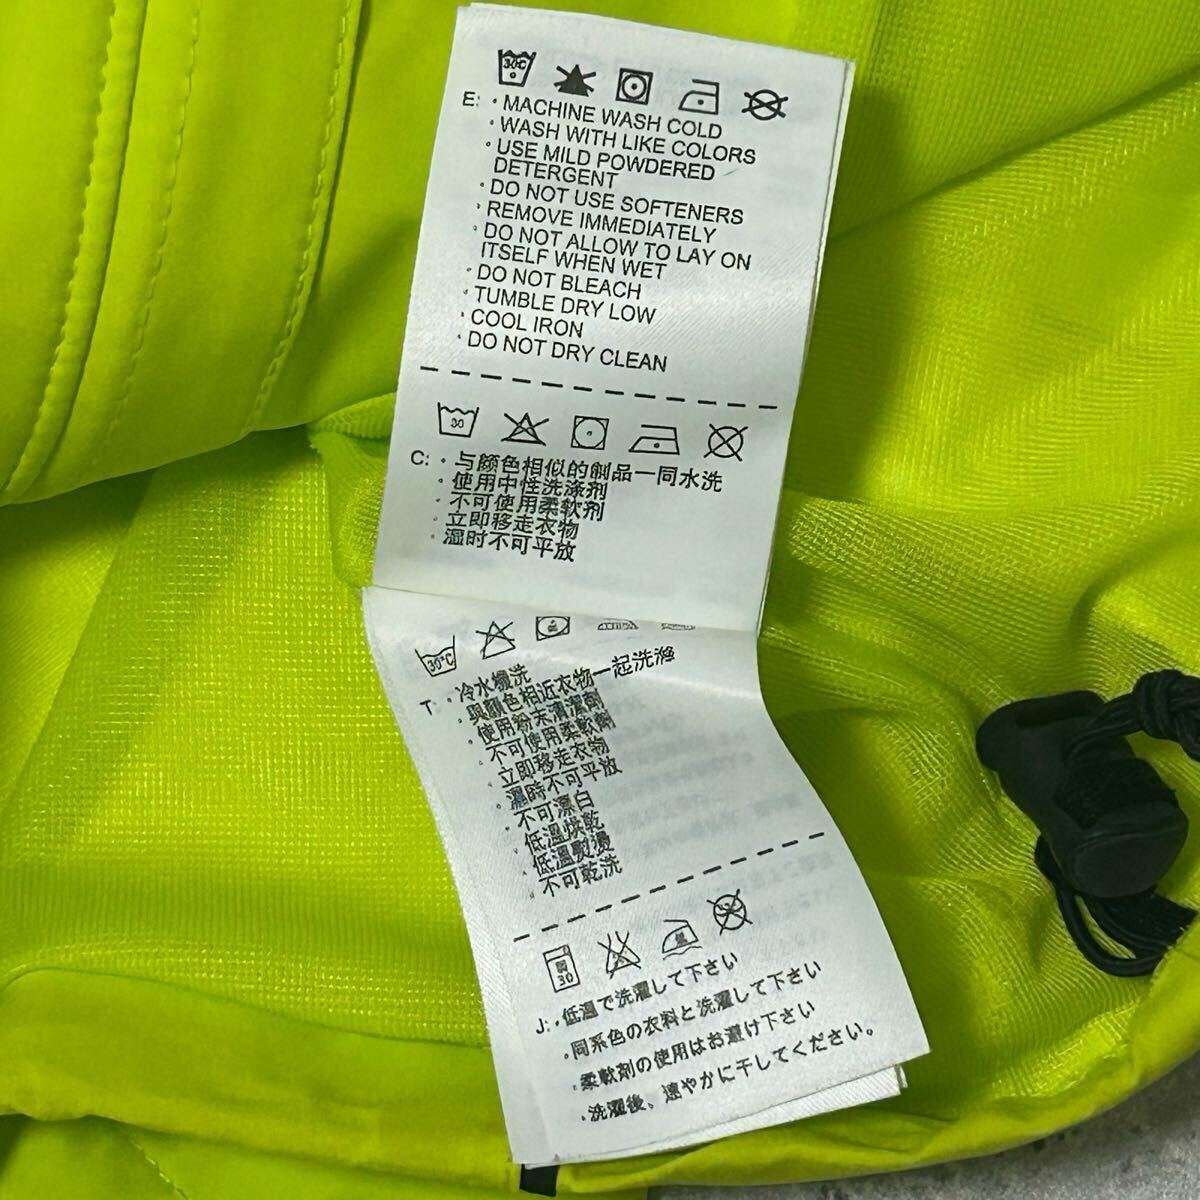 30°C
E: · MACHINE WASH COLD
· WASH WITH LIKE COLORS
· USE MILD POWDERED
DETERGENT
· DO NOT USE SOFTENERS
· REMOVE IMMEDIATELY
· DO NOT ALLOW TO LAY ON
ITSELF WHEN WET
· DO NOT BLEACH
· TUMBLE DRY LOW
· COOL IRON
· DO NOT DRY CLEAN
30
C: · 与颜色相似的制品一同水洗
· 使用中性洗涤剂
· 不可使用柔软剂
· 立即移走衣物
· 湿时不可平放
30°C
T: · 冷水機洗
· 與顏色相近衣物一起洗滌
· 使用粉末清潔劑
· 不可使用柔軟劑
· 立即移走衣物
· 濕時不可平放
· 不可漂白
· 低溫烘乾
· 低溫熨燙
· 不可乾洗
弱
30
J: · 低温で洗濯して下さい
· 同系色の衣料と洗濯して下さい
· 柔軟剤の使用はお避け下さい
· 洗濯後、速やかに干してください。